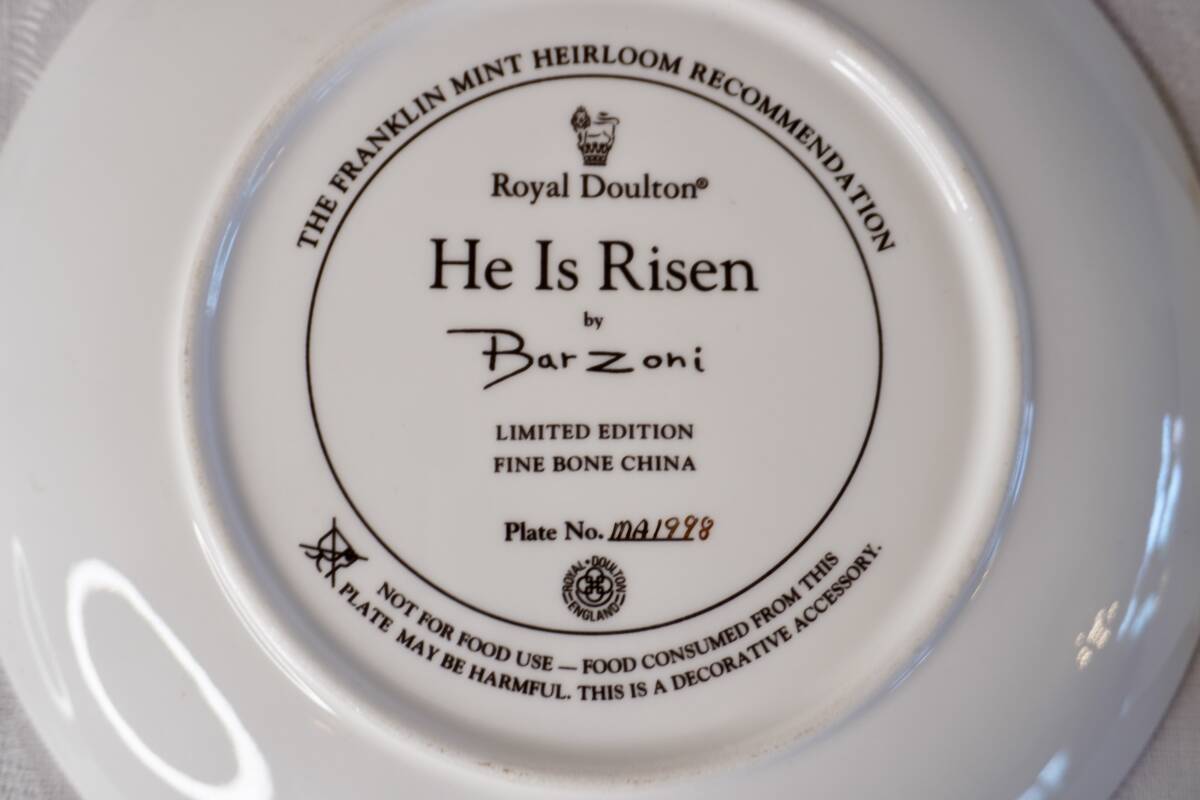 THE FRANKLIN MINT HEIRLOOM RECOMMENDATION
Royal Doulton®
He Is Risen
by
Barzoni
LIMITED EDITION
FINE BONE CHINA
Plate No. MA1998
ROYAL • DOULTON
ENGLAND
NOT FOR FOOD USE — FOOD CONSUMED FROM THIS
PLATE MAY BE HARMFUL. THIS IS A DECORATIVE ACCESSORY.